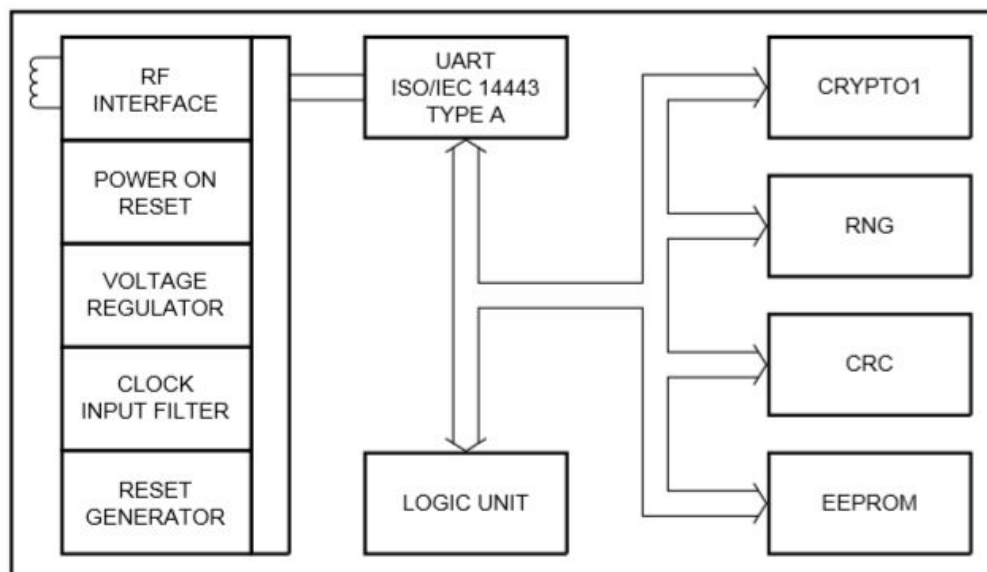 RF
INTERFACE
POWER ON
RESET
VOLTAGE
REGULATOR
CLOCK
INPUT FILTER
RESET
GENERATOR
UART
ISO/IEC 14443
TYPE A
LOGIC UNIT
CRYPTO1
RNG
CRC
EEPROM